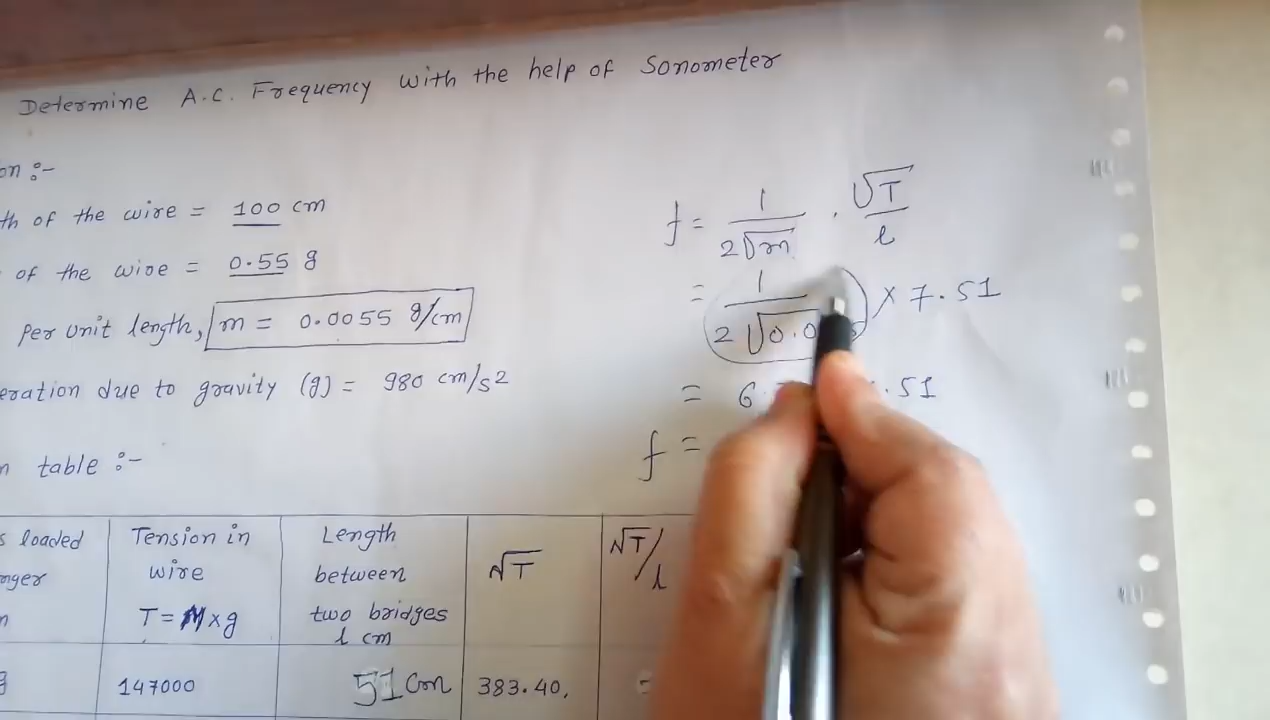 Determine A.C. Frequency with the help of Sonometer
on :-
th of the wire = 100 cm
of the wire = 0.55 g
Per unit length, m = 0.0055 g/cm
eration due to gravity (g) = 980 cm/s2
n table :-
f = 1/2√m . √T/l
= 1/2√0.0 × 7.51
= 6. .51
f =
s loaded
nger
n
Tension in
wire
T = M×g
Length
between
two bridges
l cm
√T
√T/l
g
147000
51 cm
383.40,